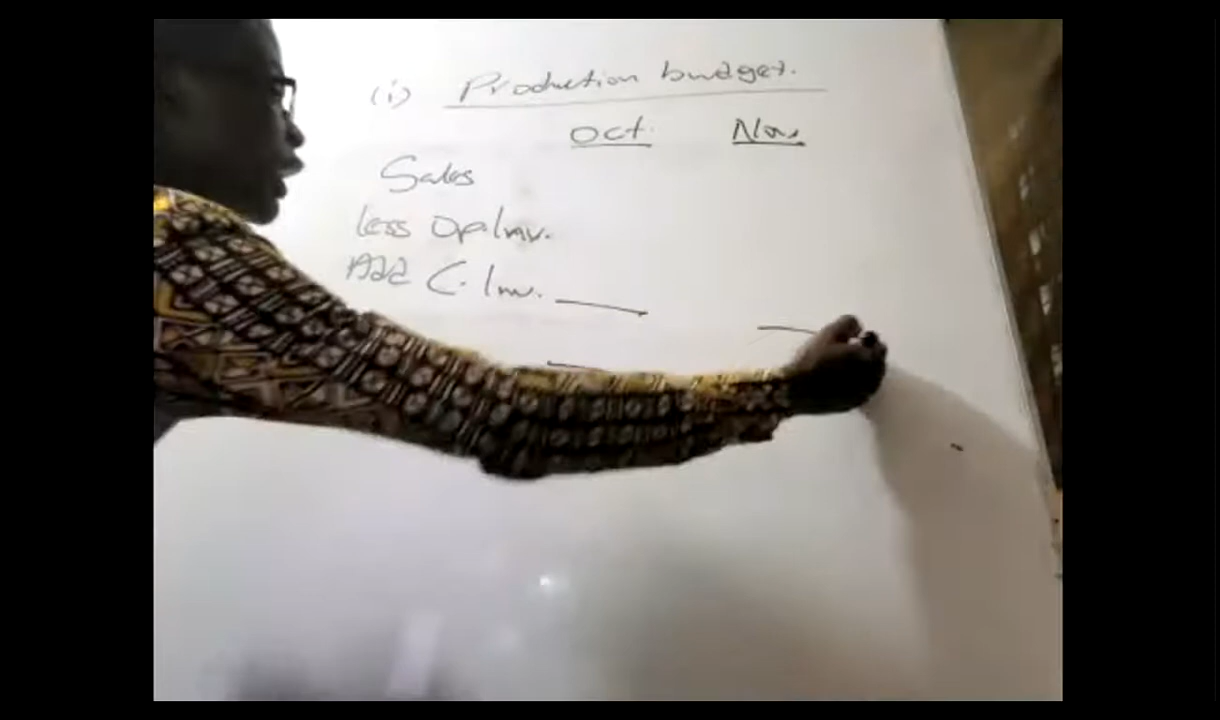 (i) Production budget.
Oct. Nov.
Sales
less Op. Inv.
Add C. Inv.